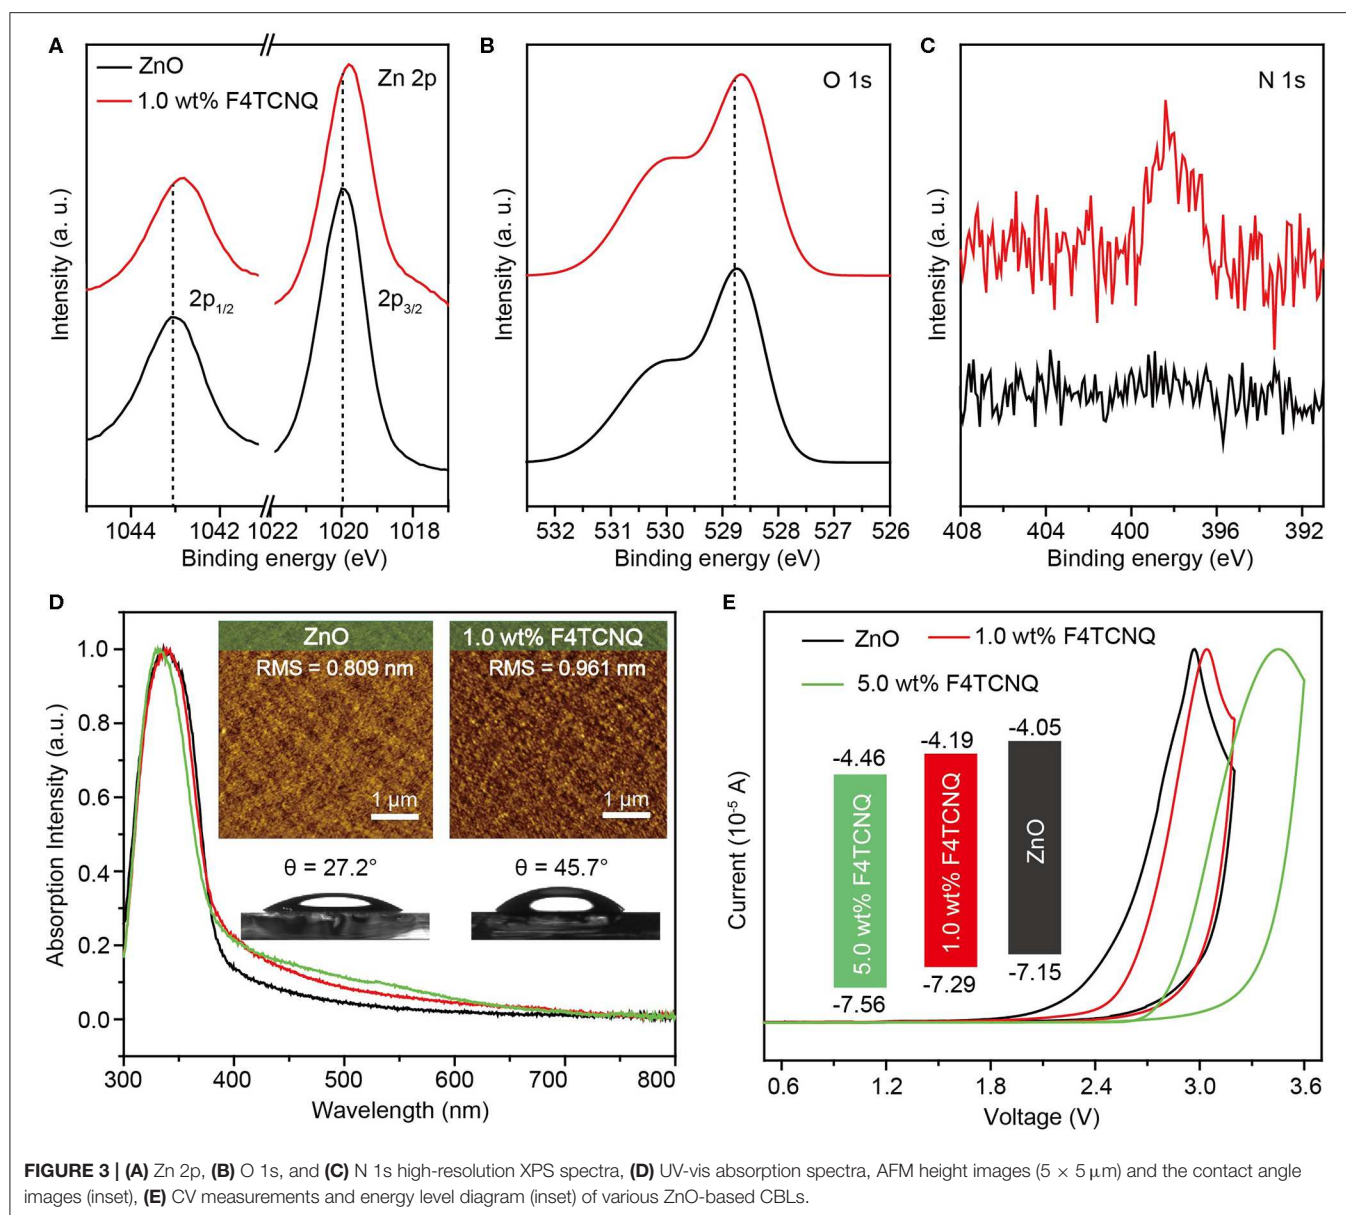 A
ZnO
1.0 wt% F4TCNQ
Zn 2p
2p1/2
2p3/2
Intensity (a. u.)
1044 1042 1022 1020 1018
Binding energy (eV)
B
O 1s
Intensity (a. u.)
532 531 530 529 528 527 526
Binding energy (eV)
C
N 1s
Intensity (a. u.)
408 404 400 396 392
Binding energy (eV)
D
1.0
0.8
0.6
0.4
0.2
0.0
Absorption Intensity (a.u.)
ZnO
RMS = 0.809 nm
1 μm
1.0 wt% F4TCNQ
RMS = 0.961 nm
1 μm
θ = 27.2°
θ = 45.7°
300 400 500 600 700 800
Wavelength (nm)
E
ZnO
1.0 wt% F4TCNQ
5.0 wt% F4TCNQ
Current (10-5 A)
-4.46
5.0 wt% F4TCNQ
-7.56
-4.19
1.0 wt% F4TCNQ
-7.29
-4.05
ZnO
-7.15
0.6 1.2 1.8 2.4 3.0 3.6
Voltage (V)
FIGURE 3 | (A) Zn 2p, (B) O 1s, and (C) N 1s high-resolution XPS spectra, (D) UV-vis absorption spectra, AFM height images (5 × 5 μm) and the contact angle
images (inset), (E) CV measurements and energy level diagram (inset) of various ZnO-based CBLs.